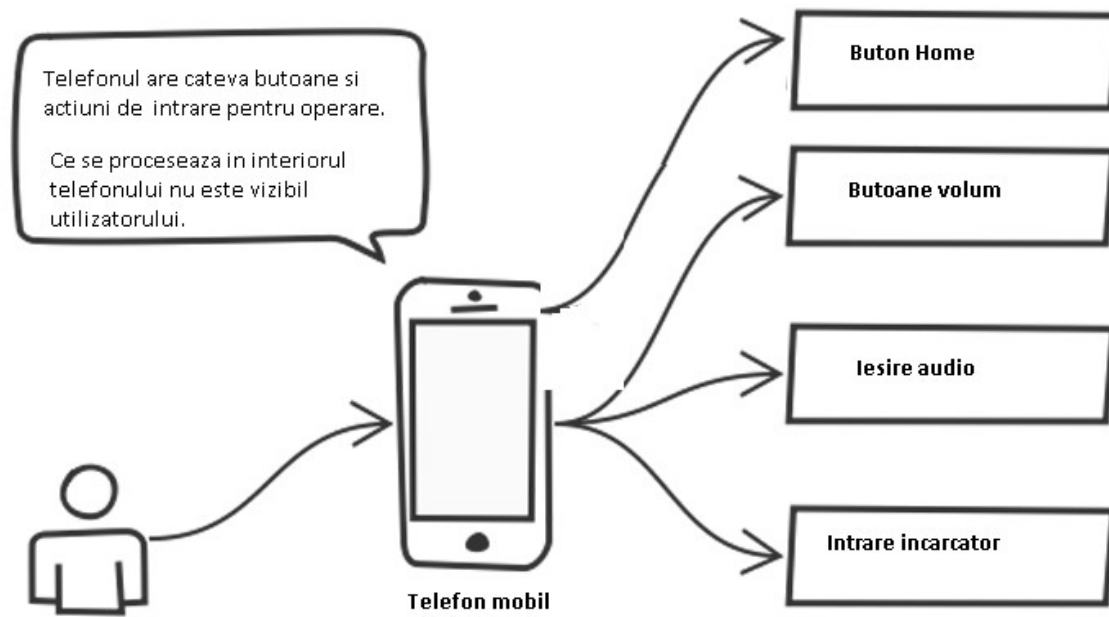 Telefonul are cateva butoane si
actiuni de intrare pentru operare.
Ce se proceseaza in interiorul
telefonului nu este vizibil
utilizatorului.
Buton Home
Butoane volum
Iesire audio
Intrare incarcator
Telefon mobil